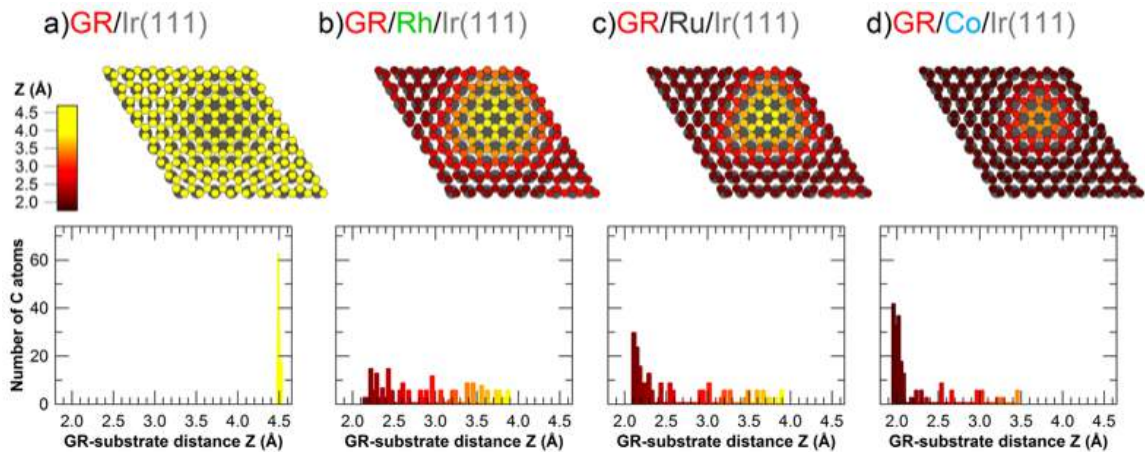 a)GR/Ir(111)
b)GR/Rh/Ir(111)
c)GR/Ru/Ir(111)
d)GR/Co/Ir(111)
Z (Å)
4.5
4.0
3.5
3.0
2.5
2.0
Number of C atoms
60
40
20
0
2.0 2.5 3.0 3.5 4.0 4.5
GR-substrate distance Z (Å)
2.0 2.5 3.0 3.5 4.0 4.5
GR-substrate distance Z (Å)
2.0 2.5 3.0 3.5 4.0 4.5
GR-substrate distance Z (Å)
2.0 2.5 3.0 3.5 4.0 4.5
GR-substrate distance Z (Å)